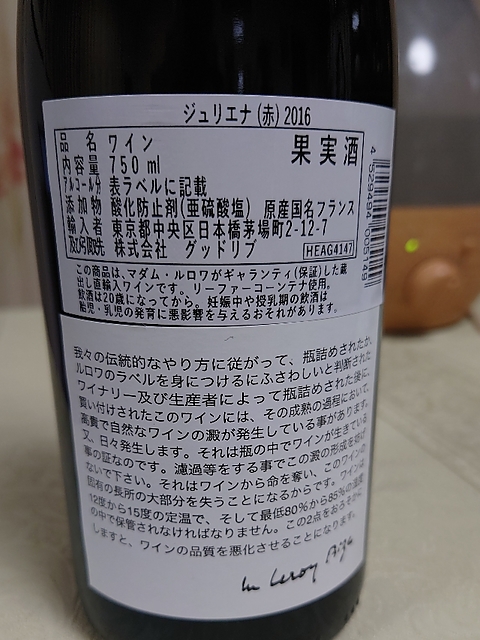 ジュリエナ (赤) 2016
品名 ワイン 果実酒
内容量 750 ml
アルコール分 表ラベルに記載
添加物 酸化防止剤(亜硫酸塩) 原産国名フランス
輸入者 東京都中央区日本橋茅場町2-12-7
及び引取先 株式会社 グッドリブ HEAG4147
この商品は、マダム・ルロワがギャランティ(保証)した蔵
出し直輸入ワインです。リーファーコーンテナ使用。
飲酒は20歳になってから。妊娠中や授乳期の飲酒は
胎児・乳児の発育に悪影響を与えるおそれがあります。
4529494 005148
我々の伝統的なやり方に従がって、瓶詰めされたか、
ルロワのラベルを身につけるにふさわしいと判断された
ワイナリー及び生産者によって瓶詰めされた後に、
買い付けされたこのワインには、その成熟の過程において、
高貴で自然なワインの澱が発生している事があります。
又、日々発生します。それは瓶の中でワインが生きている
事の証なのです。濾過等をする事でこの澱の形成を
ないで下さい。それはワインから命を奪い、このワインの
固有の長所の大部分を失うことになるからです。ワインは
12度から15度の定温で、そして最低80%から85%の湿度
の中で保管されなければなりません。この2点をおろそかに
しますと、ワインの品質を悪化させることになります。
Leroy